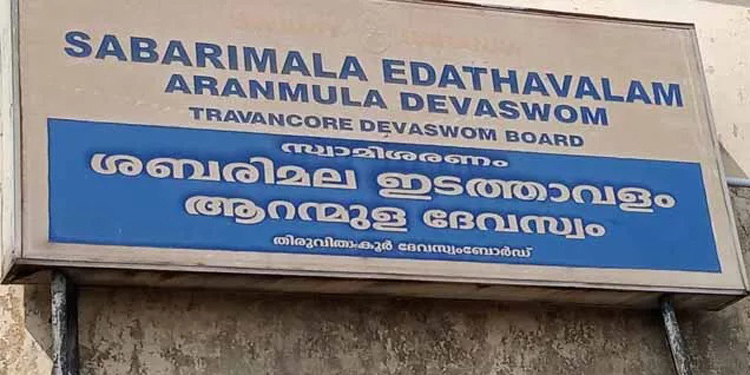 SABARIMALA EDATHAVALAM
ARANMULA DEVASWOM
TRAVANCORE DEVASWOM BOARD
സ്വാമിശരണം
ശബരിമല ഇടത്താവളം
ആറന്മുള ദേവസ്വം
തിരുവിതാംകൂർ ദേവസ്വംബോർഡ്